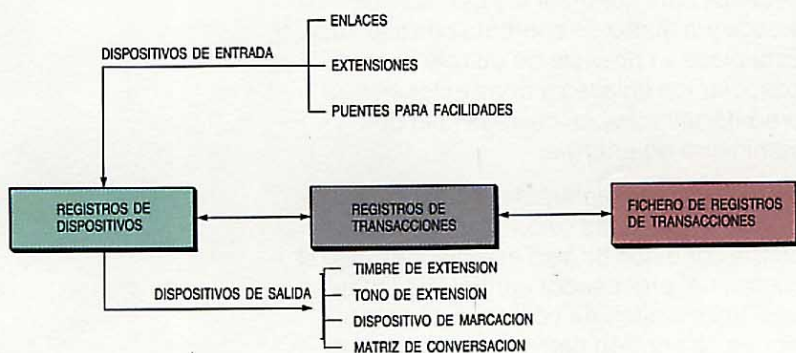 ENLACES
DISPOSITIVOS DE ENTRADA
EXTENSIONES
PUENTES PARA FACILIDADES
REGISTROS DE
DISPOSITIVOS
REGISTROS DE
TRANSACCIONES
FICHERO DE REGISTROS
DE TRANSACCIONES
DISPOSITIVOS DE SALIDA
TIMBRE DE EXTENSION
TONO DE EXTENSION
DISPOSITIVO DE MARCACION
MATRIZ DE CONVERSACION